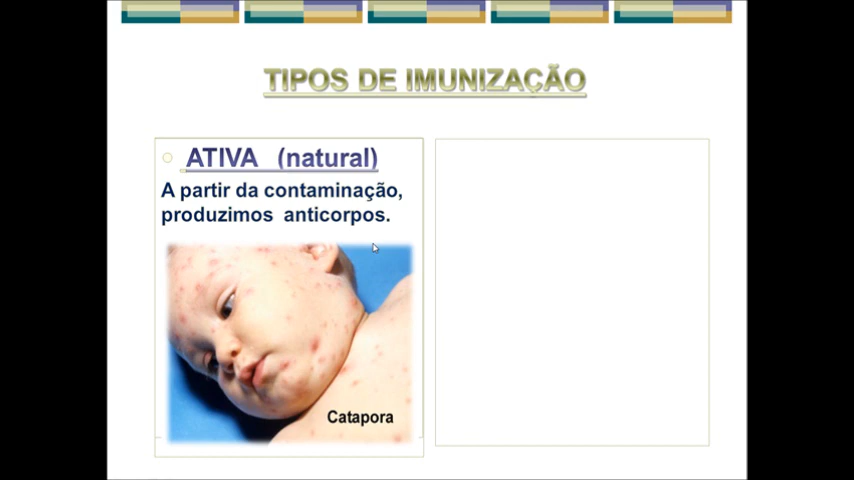 TIPOS DE IMUNIZAÇÃO
ATIVA (natural)
A partir da contaminação,
produzimos anticorpos.
Catapora